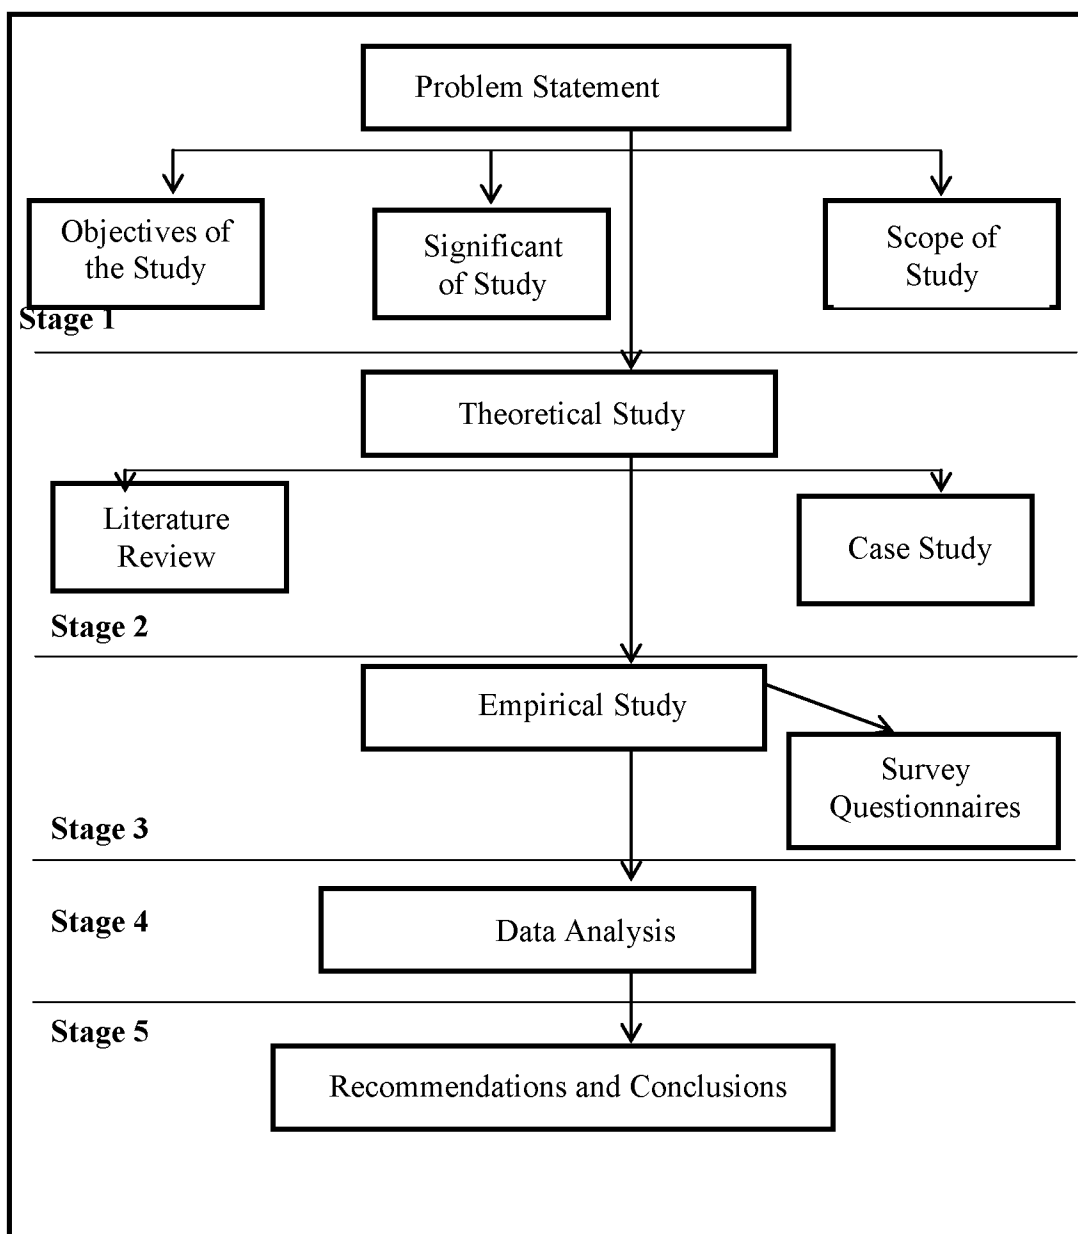 Problem Statement
Objectives of
the Study
Significant
of Study
Scope of
Study
Stage 1
Theoretical Study
Literature
Review
Case Study
Stage 2
Empirical Study
Survey
Questionnaires
Stage 3
Stage 4
Data Analysis
Stage 5
Recommendations and Conclusions